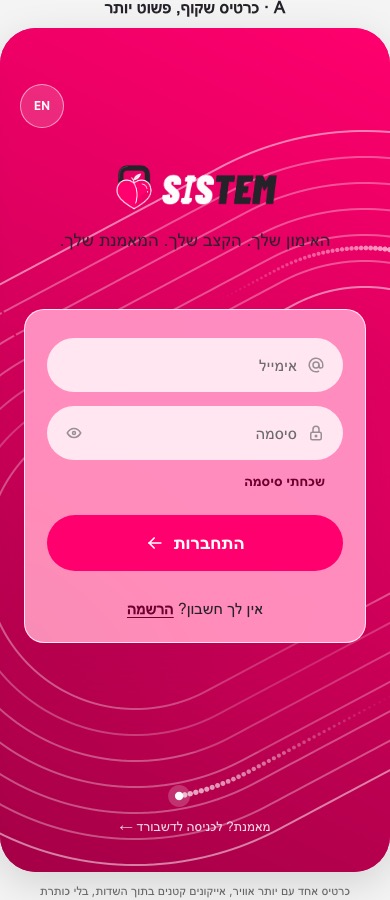 A · כרטיס שקוף, פשוט יותר
EN
SISTEM
האימון שלך. הקצב שלך. המאמנת שלך.
אימייל
סיסמה
שכחתי סיסמה
התחברות ←
אין לך חשבון? הרשמה
מאמנת? לכניסה לדשבורד ←
כרטיס אחד עם יותר אוויר, אייקונים קטנים בתוך השדות, בלי כותרת